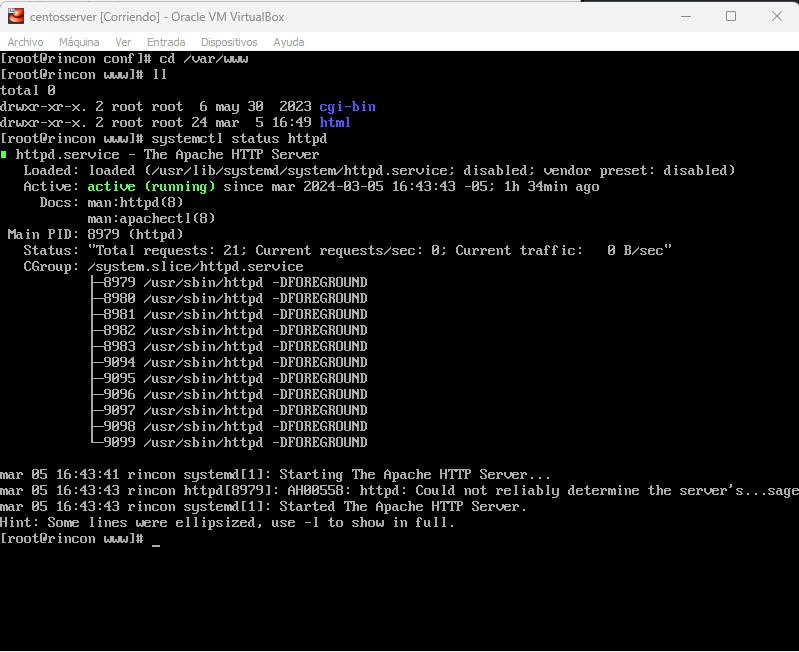 centosserver [Corriendo] - Oracle VM VirtualBox
Archivo Máquina Ver Entrada Dispositivos Ayuda
[root@rincon conf]# cd /var/www
[root@rincon www]# ll
total 0
drwxr-xr-x. 2 root root  6 may 30  2023 cgi-bin
drwxr-xr-x. 2 root root 24 mar  5 16:49 html
[root@rincon www]# systemctl status httpd
httpd.service - The Apache HTTP Server
   Loaded: loaded (/usr/lib/systemd/system/httpd.service; disabled; vendor preset: disabled)
   Active: active (running) since mar 2024-03-05 16:43:43 -05; 1h 34min ago
     Docs: man:httpd(8)
           man:apachectl(8)
 Main PID: 8979 (httpd)
   Status: "Total requests: 21; Current requests/sec: 0; Current traffic:   0 B/sec"
   CGroup: /system.slice/httpd.service
           ├─8979 /usr/sbin/httpd -DFOREGROUND
           ├─8980 /usr/sbin/httpd -DFOREGROUND
           ├─8981 /usr/sbin/httpd -DFOREGROUND
           ├─8982 /usr/sbin/httpd -DFOREGROUND
           ├─8983 /usr/sbin/httpd -DFOREGROUND
           ├─9094 /usr/sbin/httpd -DFOREGROUND
           ├─9095 /usr/sbin/httpd -DFOREGROUND
           ├─9096 /usr/sbin/httpd -DFOREGROUND
           ├─9097 /usr/sbin/httpd -DFOREGROUND
           ├─9098 /usr/sbin/httpd -DFOREGROUND
           └─9099 /usr/sbin/httpd -DFOREGROUND
mar 05 16:43:41 rincon systemd[1]: Starting The Apache HTTP Server...
mar 05 16:43:43 rincon httpd[8979]: AH00558: httpd: Could not reliably determine the server's...sage
mar 05 16:43:43 rincon systemd[1]: Started The Apache HTTP Server.
Hint: Some lines were ellipsized, use -l to show in full.
[root@rincon www]# _